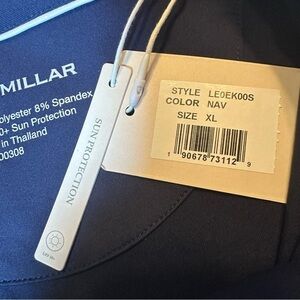 MILLAR
olyester 8% Spandex
0+ Sun Protection
in Thailand
00308
SUN PROTECTION
STYLE LE0EK00S
COLOR NAV
SIZE XL
1 90678 73112 9